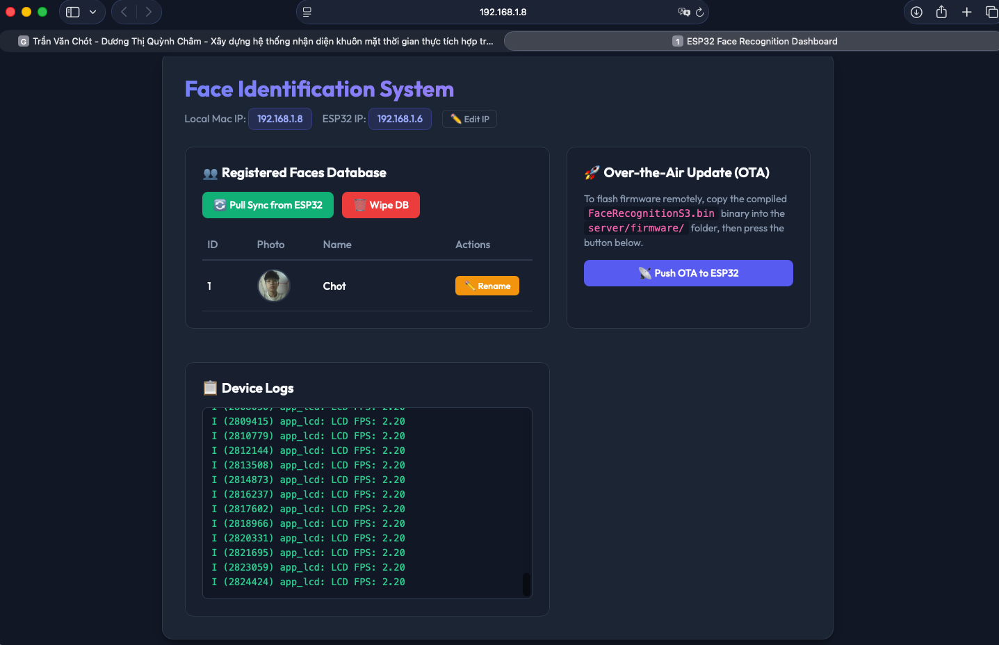 192.168.1.8
G Trần Văn Chót - Dương Thị Quỳnh Châm - Xây dựng hệ thống nhận diện khuôn mặt thời gian thực tích hợp tr...
1 ESP32 Face Recognition Dashboard
Face Identification System
Local Mac IP: 192.168.1.8 ESP32 IP: 192.168.1.6 ✏️ Edit IP
👥 Registered Faces Database
🔄 Pull Sync from ESP32 🗑️ Wipe DB
ID Photo Name Actions
1 Chot ✏️ Rename
🚀 Over-the-Air Update (OTA)
To flash firmware remotely, copy the compiled
FaceRecognitionS3.bin binary into the
server/firmware/ folder, then press the
button below.
📡 Push OTA to ESP32
📋 Device Logs
I (2809415) app_lcd: LCD FPS: 2.20
I (2810779) app_lcd: LCD FPS: 2.20
I (2812144) app_lcd: LCD FPS: 2.20
I (2813508) app_lcd: LCD FPS: 2.20
I (2814873) app_lcd: LCD FPS: 2.20
I (2816237) app_lcd: LCD FPS: 2.20
I (2817602) app_lcd: LCD FPS: 2.20
I (2818966) app_lcd: LCD FPS: 2.20
I (2820331) app_lcd: LCD FPS: 2.20
I (2821695) app_lcd: LCD FPS: 2.20
I (2823059) app_lcd: LCD FPS: 2.20
I (2824424) app_lcd: LCD FPS: 2.20